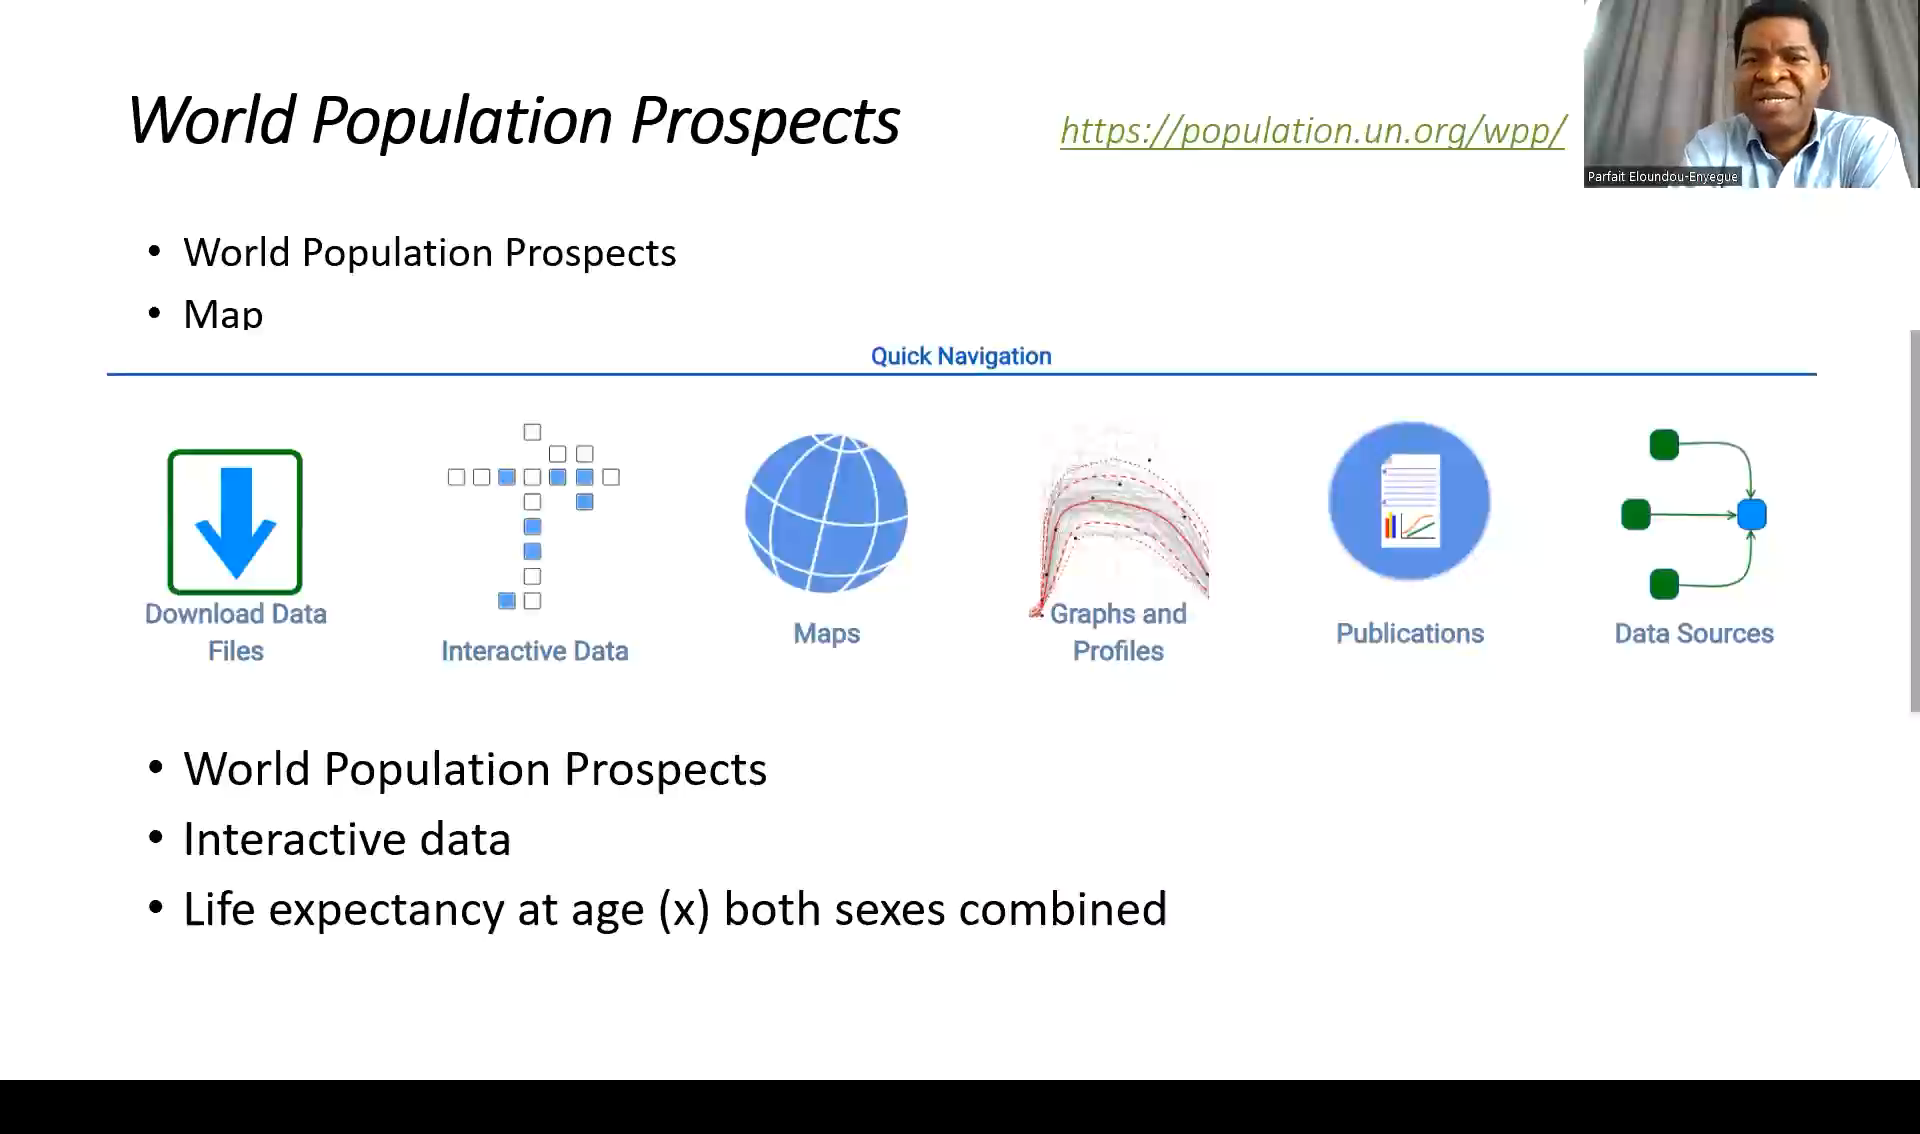 World Population Prospects
https://population.un.org/wpp/
Parfait Eloundou-Enyegue
• World Population Prospects
• Map
Quick Navigation
Download Data
Files
Interactive Data
Maps
Graphs and
Profiles
Publications
Data Sources
• World Population Prospects
• Interactive data
• Life expectancy at age (x) both sexes combined